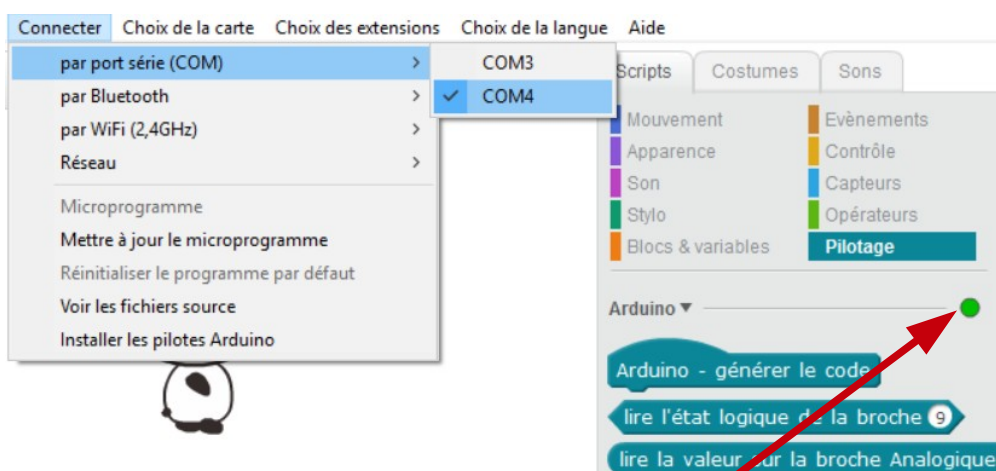 Connecter Choix de la carte Choix des extensions Choix de la langue Aide
par port série (COM)
par Bluetooth
par WiFi (2,4GHz)
Réseau
Microprogramme
Mettre à jour le microprogramme
Réinitialiser le programme par défaut
Voir les fichiers source
Installer les pilotes Arduino
COM3
COM4
Scripts Costumes Sons
Mouvement Evènements
Apparence Contrôle
Son Capteurs
Stylo Opérateurs
Blocs & variables Pilotage
Arduino
Arduino - générer le code
lire l'état logique de la broche 9
lire la valeur sur la broche Analogique